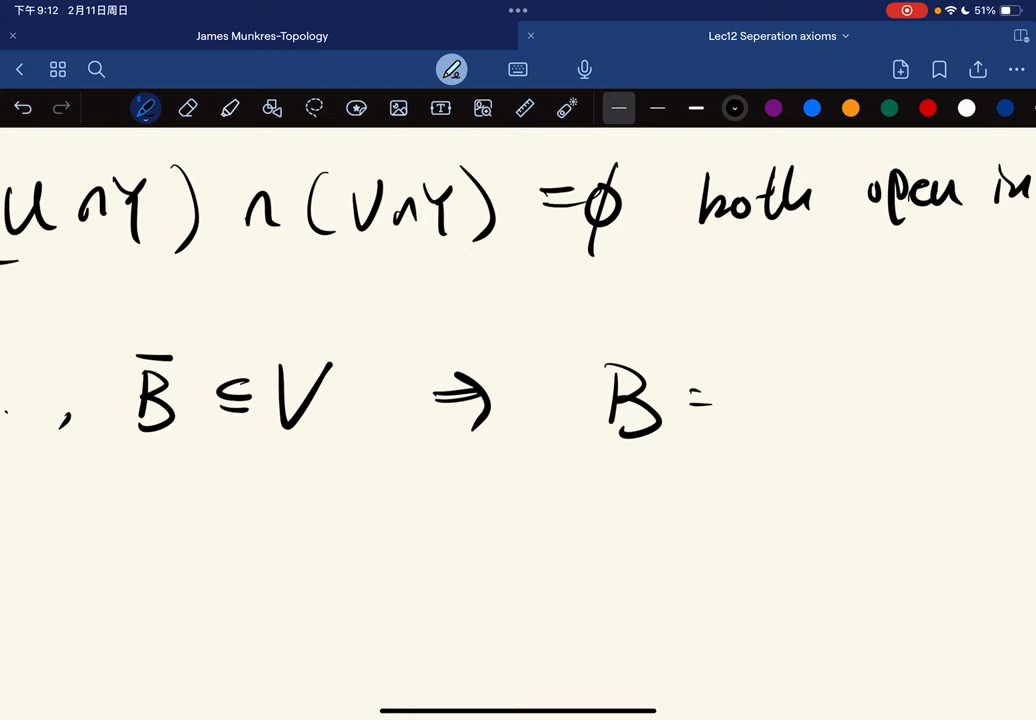 下午9:12 2月11日周日
51%
James Munkres-Topology
Lec12 Seperation axioms
U ∩ Y) ∩ (V ∩ Y) = ϕ both open in
, B̄ ⊆ V ⇒ B =